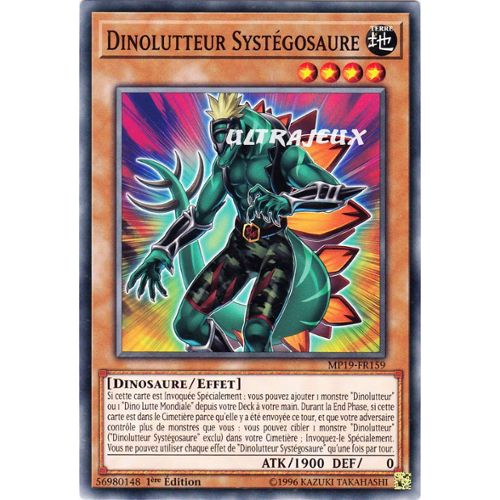 DINOLUTTEUR SYSTÉGOSAURE
TERRE
地
ULTRAJEUX
MP19-FR159
[DINOSAURE/EFFET]
Si cette carte est Invoquée Spécialement : vous pouvez ajouter 1 monstre "Dinolutteur"
ou 1 "Dino Lutte Mondiale" depuis votre Deck à votre main. Durant la End Phase, si cette
carte est dans le Cimetière parce qu'elle y a été envoyée ce tour, et que votre adversaire
contrôle plus de monstres que vous : vous pouvez cibler 1 monstre "Dinolutteur"
("Dinolutteur Systégosaure" exclu) dans votre Cimetière ; Invoquez-le Spécialement.
Vous ne pouvez utiliser chaque effet de "Dinolutteur Systégosaure" qu'une fois par tour.
ATK/1900 DEF/ 0
56980148 1ère Édition ©1996 KAZUKI TAKAHASHI